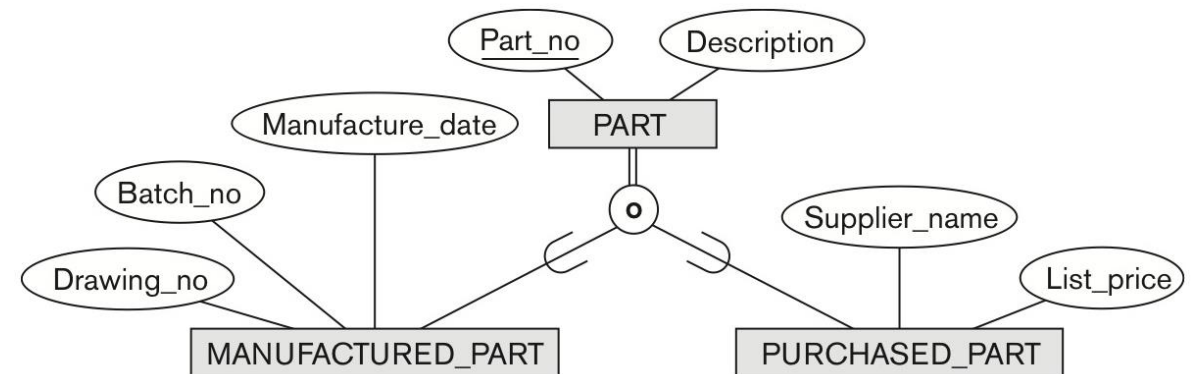 Part_no
Description
Manufacture_date
PART
Batch_no
o
Supplier_name
Drawing_no
List_price
MANUFACTURED_PART
PURCHASED_PART